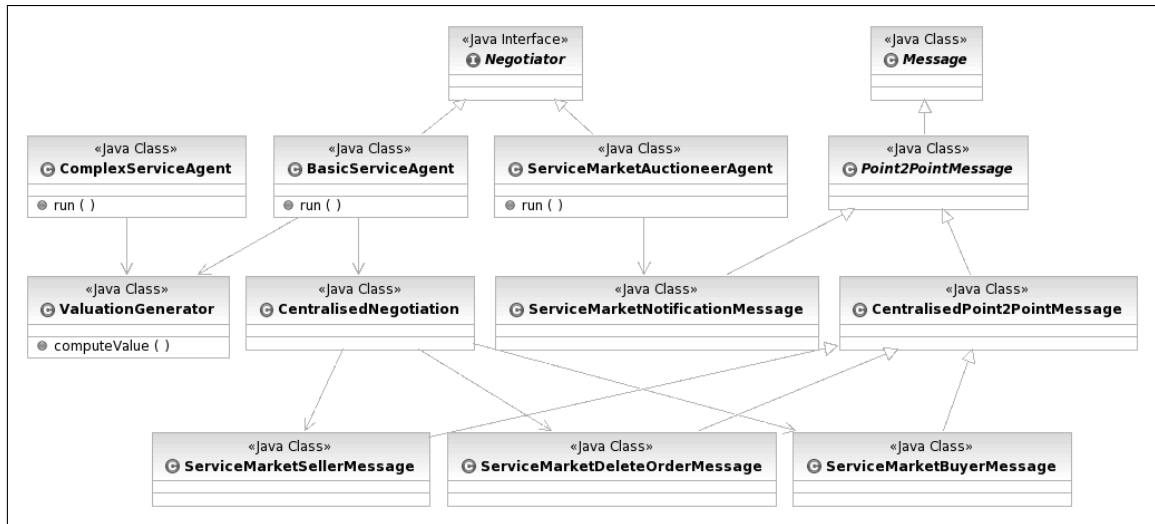 «Java Interface»
I Negotiator
«Java Class»
C Message
«Java Class»
C ComplexServiceAgent
run ( )
«Java Class»
C BasicServiceAgent
run ( )
«Java Class»
C ServiceMarketAuctioneerAgent
run ( )
«Java Class»
C Point2PointMessage
«Java Class»
C ValuationGenerator
computeValue ( )
«Java Class»
C CentralisedNegotiation
«Java Class»
C ServiceMarketNotificationMessage
«Java Class»
C CentralisedPoint2PointMessage
«Java Class»
C ServiceMarketSellerMessage
«Java Class»
C ServiceMarketDeleteOrderMessage
«Java Class»
C ServiceMarketBuyerMessage